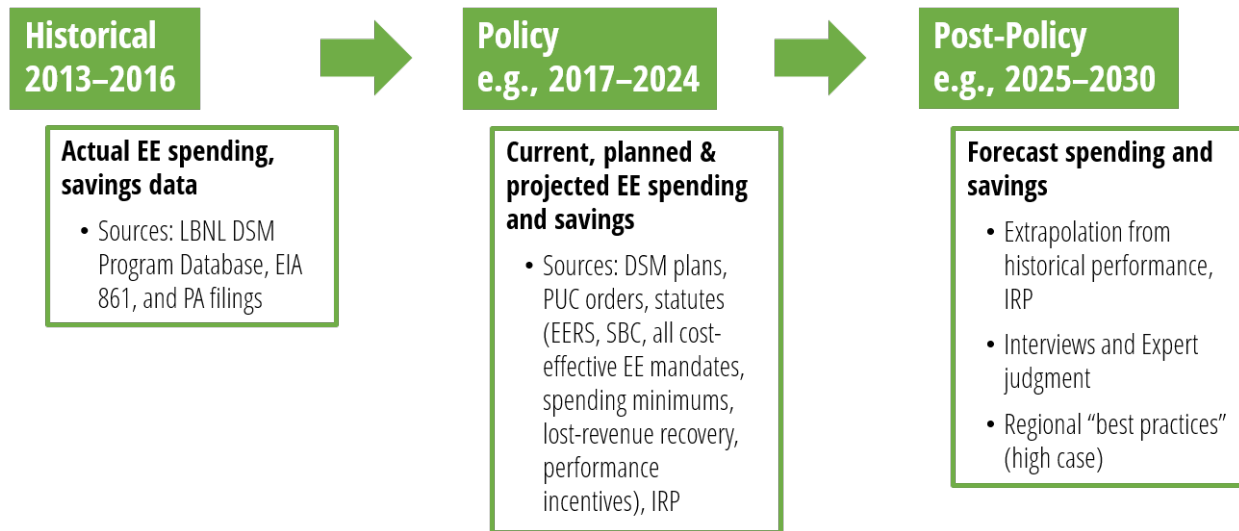 Historical
2013–2016
Actual EE spending,
savings data
• Sources: LBNL DSM
Program Database, EIA
861, and PA filings
Policy
e.g., 2017–2024
Current, planned &
projected EE spending
and savings
• Sources: DSM plans,
PUC orders, statutes
(EERS, SBC, all cost-
effective EE mandates,
spending minimums,
lost-revenue recovery,
performance
incentives), IRP
Post-Policy
e.g., 2025–2030
Forecast spending and
savings
• Extrapolation from
historical performance,
IRP
• Interviews and Expert
judgment
• Regional “best practices”
(high case)